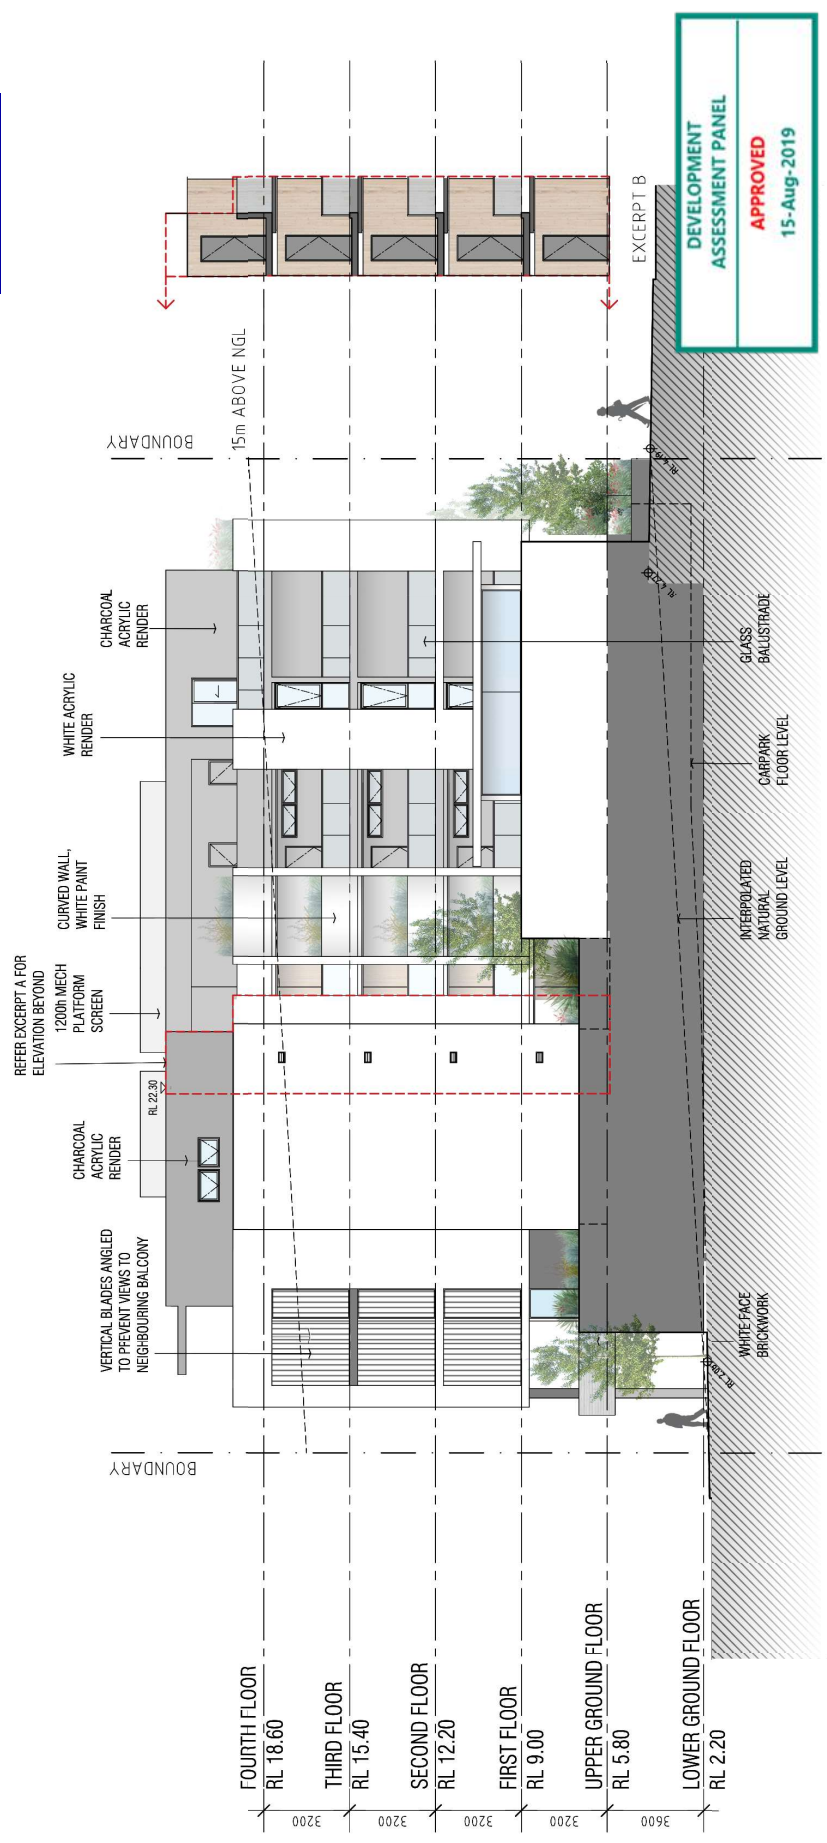 BOUNDARY
15m ABOVE NGL
EXCERPT B
DEVELOPMENT
ASSESSMENT PANEL
APPROVED
15-Aug-2019
CHARCOAL
ACRYLIC
RENDER
WHITE ACRYLIC
RENDER
CURVED WALL,
WHITE PAINT
FINISH
1200h MECH
PLATFORM
SCREEN
REFER EXCERPT A FOR
ELEVATION BEYOND
RL 22.30
CHARCOAL
ACRYLIC
RENDER
VERTICAL BLADES ANGLED
TO PFEVENT VIEWS TO
NEIGHBOURING BALCONY
BOUNDARY
GLASS
BALUSTRADE
CARPARK
FLOOR LEVEL
INTERPOLATED
NATURAL
GROUND LEVEL
WHITE FACE
BRICKWORK
FOURTH FLOOR
RL 18.60
THIRD FLOOR
RL 15.40
SECOND FLOOR
RL 12.20
FIRST FLOOR
RL 9.00
UPPER GROUND FLOOR
RL 5.80
LOWER GROUND FLOOR
RL 2.20
3200
3200
3200
3200
3600